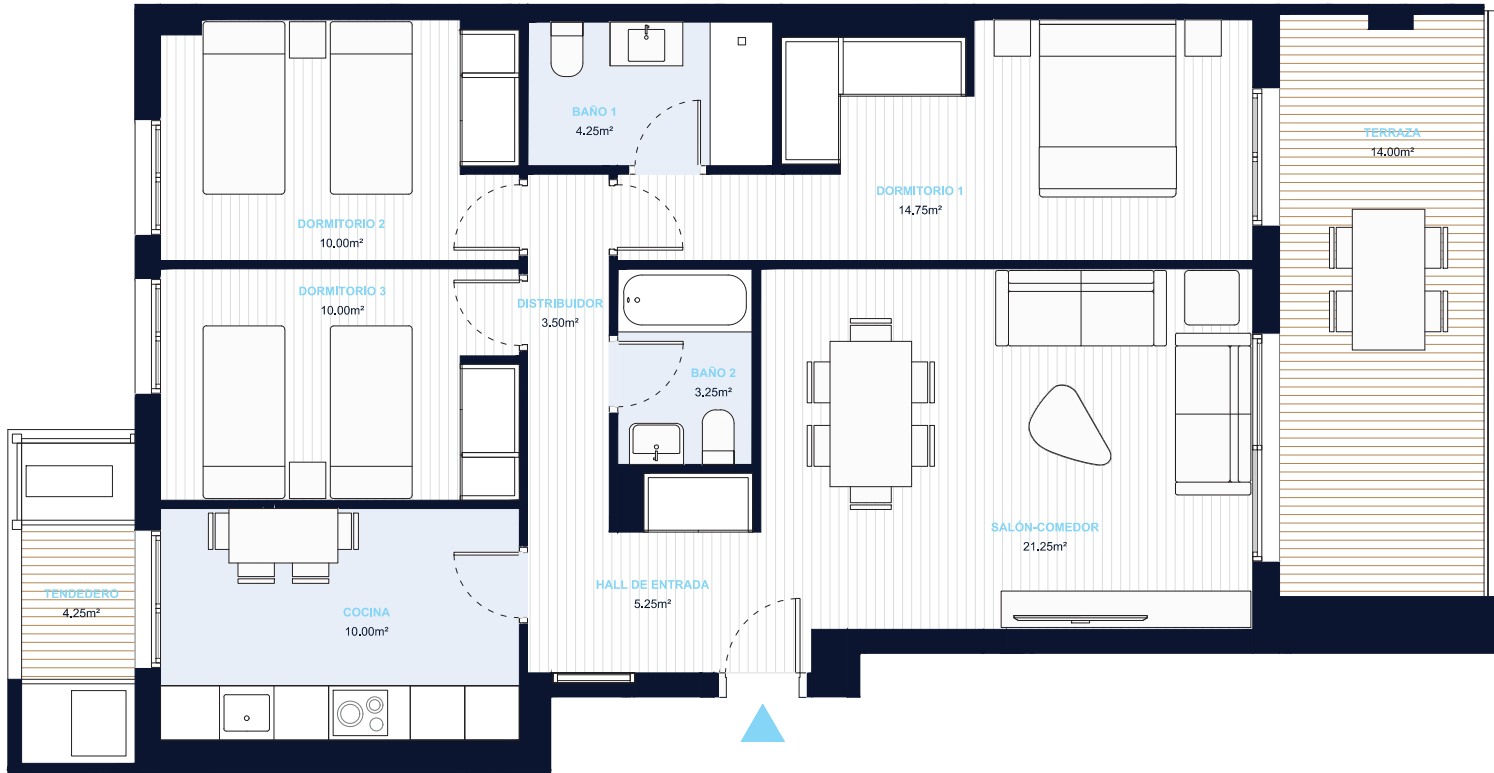 BAÑO 1
4.25m²
TERRAZA
14.00m²
DORMITORIO 1
14.75m²
DORMITORIO 2
10.00m²
DORMITORIO 3
10.00m²
DISTRIBUIDOR
3.50m²
BAÑO 2
3.25m²
SALÓN-COMEDOR
21.25m²
HALL DE ENTRADA
5.25m²
TENDEDERO
4.25m²
COCINA
10.00m²